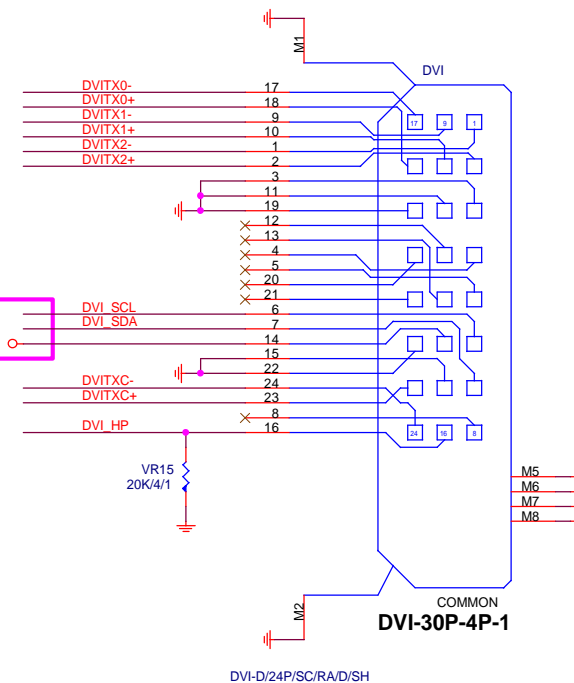 M1
DVI
DVITX0- 17
DVITX0+ 18
DVITX1- 9
DVITX1+ 10
DVITX2- 1
DVITX2+ 2
3
11
19
12
13
4
5
20
21
DVI_SCL 6
DVI_SDA 7
14
15
22
DVITXC- 24
DVITXC+ 23
8
DVI_HP 16
17 9 1
24 16 8
VR15
20K/4/1
M5
M6
M7
M8
M2
COMMON
DVI-30P-4P-1
DVI-D/24P/SC/RA/D/SH